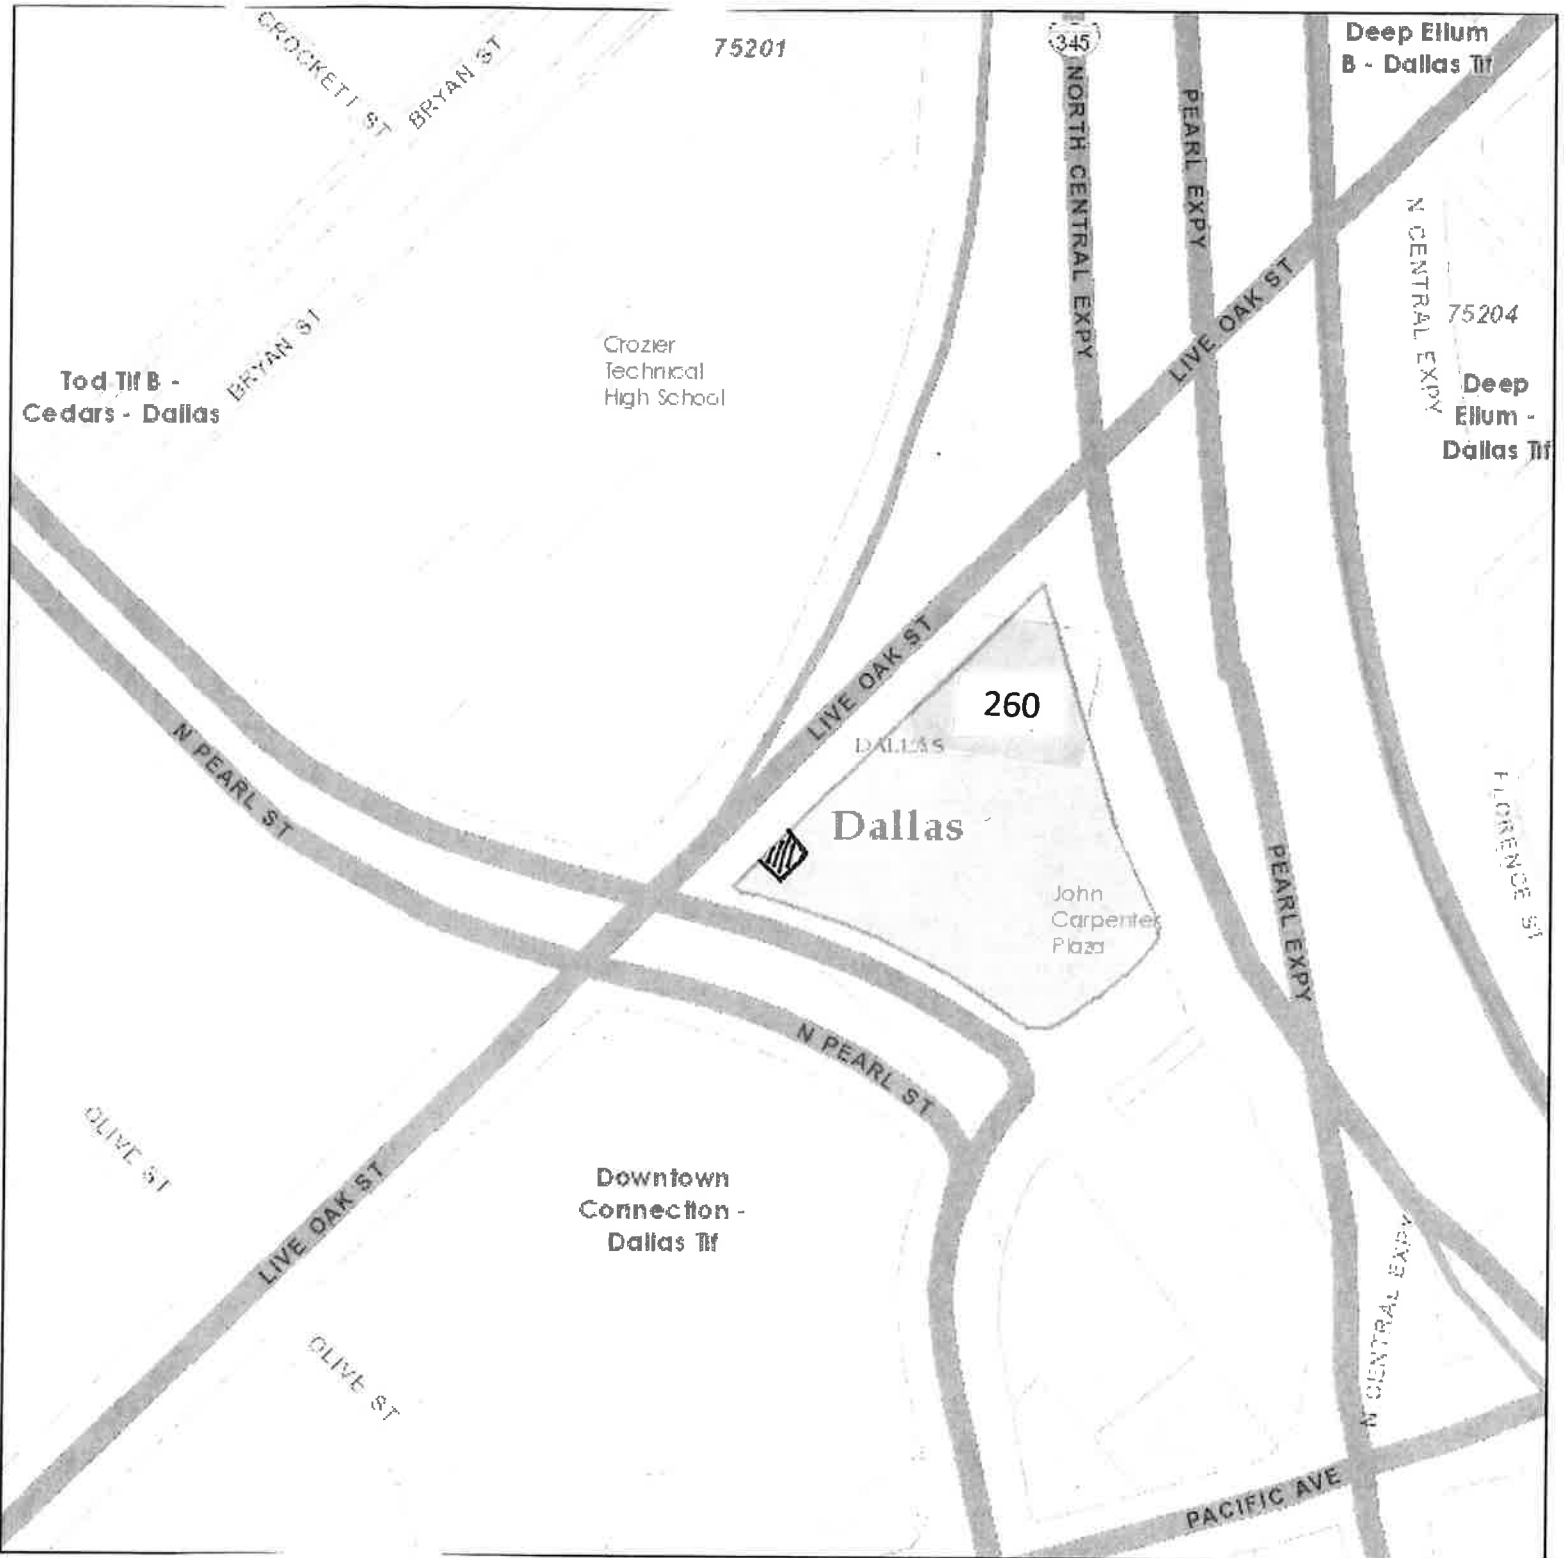 CROCKETT ST
BRYAN ST
75201
345
Deep Ellum
B - Dallas Tif
NORTH CENTRAL EXPY
PEARL EXPY
N CENTRAL EXPY
LIVE OAK ST
75204
BRYAN ST
Crozier
Technical
High School
Tod Tif B -
Cedars - Dallas
Deep
Ellum -
Dallas Tif
LIVE OAK ST
260
DALLAS
N PEARL ST
Dallas
FLORENCE ST
PEARL EXPY
John
Carpenter
Plaza
N PEARL ST
OLIVE ST
Downtown
Connection -
Dallas Tif
LIVE OAK ST
N CENTRAL EXPY
OLIVE ST
PACIFIC AVE